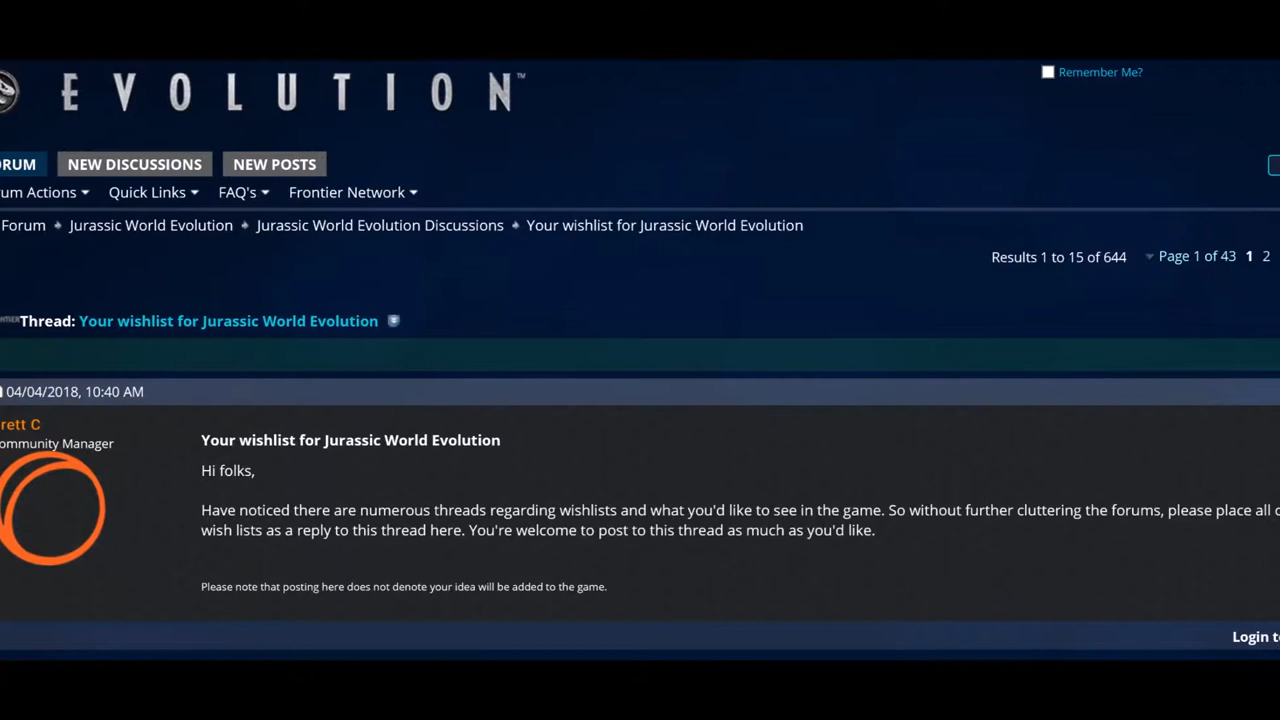 EVOLUTION™
Remember Me?
ORUM NEW DISCUSSIONS NEW POSTS
um Actions Quick Links FAQ's Frontier Network
Forum Jurassic World Evolution Jurassic World Evolution Discussions Your wishlist for Jurassic World Evolution
Results 1 to 15 of 644 Page 1 of 43 1 2
Thread: Your wishlist for Jurassic World Evolution
04/04/2018, 10:40 AM
rett C
ommunity Manager
Your wishlist for Jurassic World Evolution
Hi folks,
Have noticed there are numerous threads regarding wishlists and what you'd like to see in the game. So without further cluttering the forums, please place all
wish lists as a reply to this thread here. You're welcome to post to this thread as much as you'd like.
Please note that posting here does not denote your idea will be added to the game.
Login t